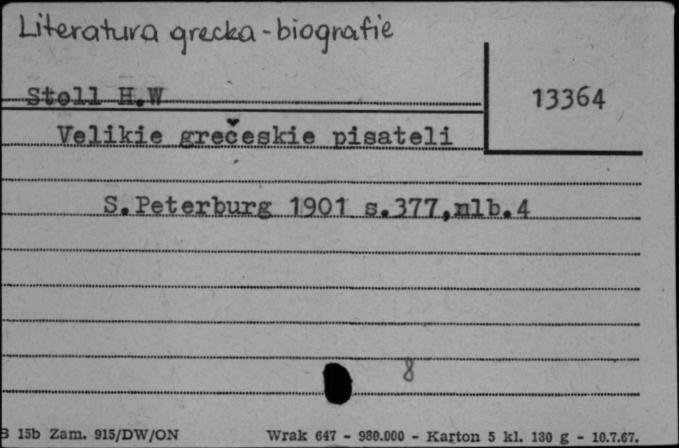 Literatura grecka - biografie
Stoll H.W
13364
Velikie grečeskie pisateli
S.Peterburg 1901 s.377,nlb.4
8
B 15b Zam. 915/DW/ON Wrak 647 - 980.000 - Karton 5 kl. 130 g - 10.7.67.